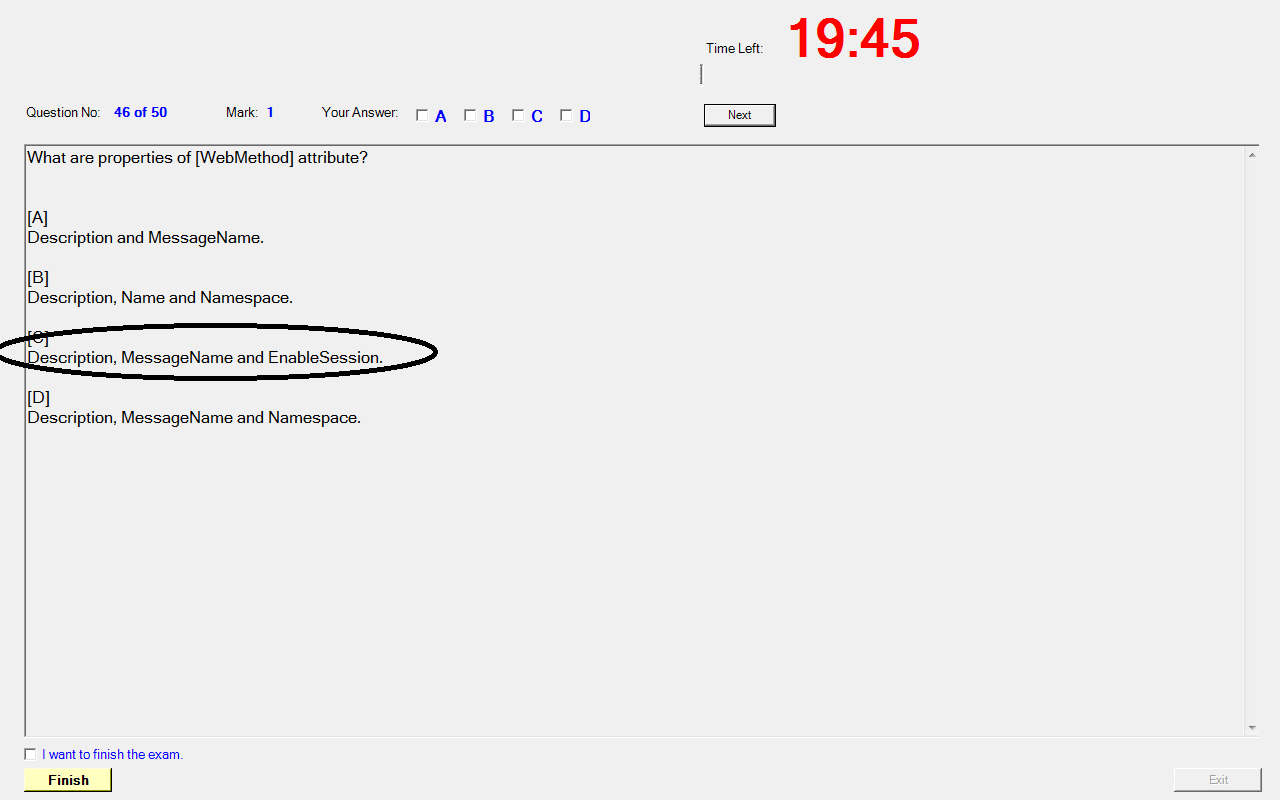 Time Left: 19:45
Question No: 46 of 50 Mark: 1 Your Answer: A B C D Next
What are properties of [WebMethod] attribute?
[A]
Description and MessageName.
[B]
Description, Name and Namespace.
[C]
Description, MessageName and EnableSession.
[D]
Description, MessageName and Namespace.
I want to finish the exam.
Finish Exit